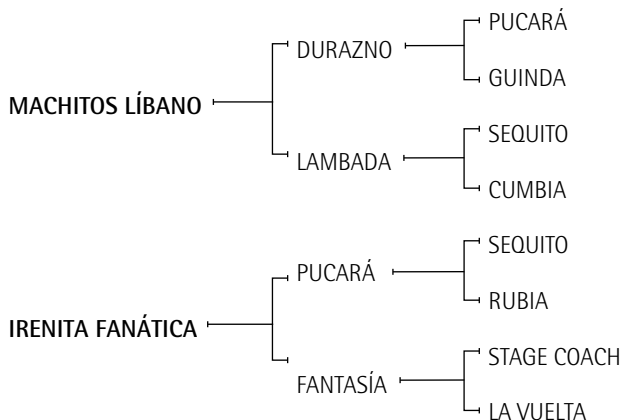 PUCARÁ
DURAZNO
GUINDA
MACHITOS LÍBANO
SEQUITO
LAMBADA
CUMBIA
SEQUITO
PUCARÁ
RUBIA
IRENITA FANÁTICA
STAGE COACH
FANTASÍA
LA VUELTA